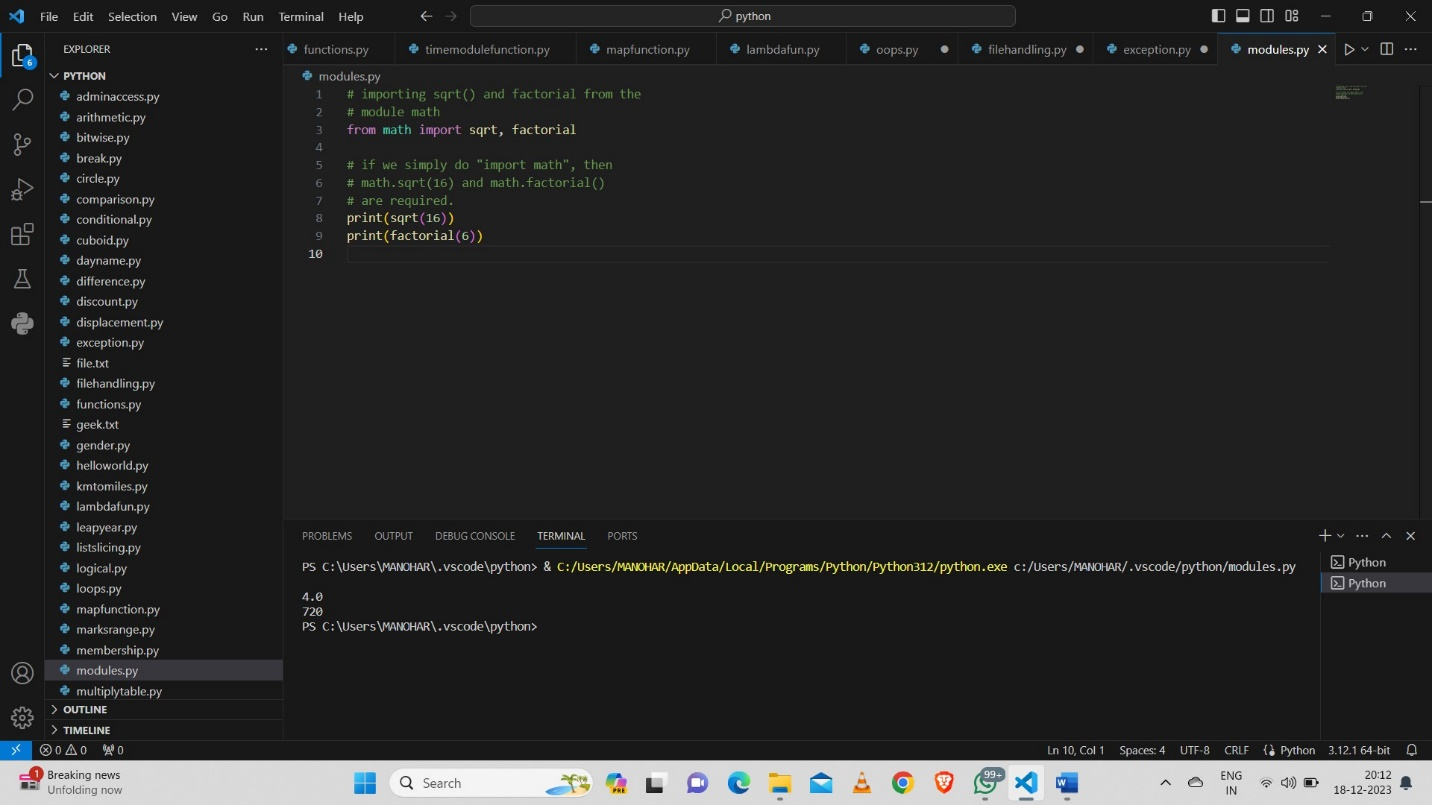 File Edit Selection View Go Run Terminal Help
python
EXPLORER
functions.py timemodulefunction.py mapfunction.py lambdafun.py oops.py filehandling.py exception.py modules.py
6
PYTHON
adminaccess.py
arithmetic.py
bitwise.py
break.py
circle.py
comparison.py
conditional.py
cuboid.py
dayname.py
difference.py
discount.py
displacement.py
exception.py
file.txt
filehandling.py
functions.py
geek.txt
gender.py
helloworld.py
kmtomiles.py
lambdafun.py
leapyear.py
listslicing.py
logical.py
loops.py
mapfunction.py
marksrange.py
membership.py
modules.py
multiplytable.py
OUTLINE
TIMELINE
modules.py
1 # importing sqrt() and factorial from the
2 # module math
3 from math import sqrt, factorial
4
5 # if we simply do "import math", then
6 # math.sqrt(16) and math.factorial()
7 # are required.
8 print(sqrt(16))
9 print(factorial(6))
10
PROBLEMS OUTPUT DEBUG CONSOLE TERMINAL PORTS
PS C:\Users\MANOHAR\.vscode\python> & C:/Users/MANOHAR/AppData/Local/Programs/Python/Python312/python.exe c:/Users/MANOHAR/.vscode/python/modules.py
4.0
720
PS C:\Users\MANOHAR\.vscode\python>
Python
Python
0 0 0
Ln 10, Col 1 Spaces: 4 UTF-8 CRLF Python 3.12.1 64-bit
1
Breaking news
Unfolding now
Search
PRE
99+
W
ENG
IN
20:12
18-12-2023